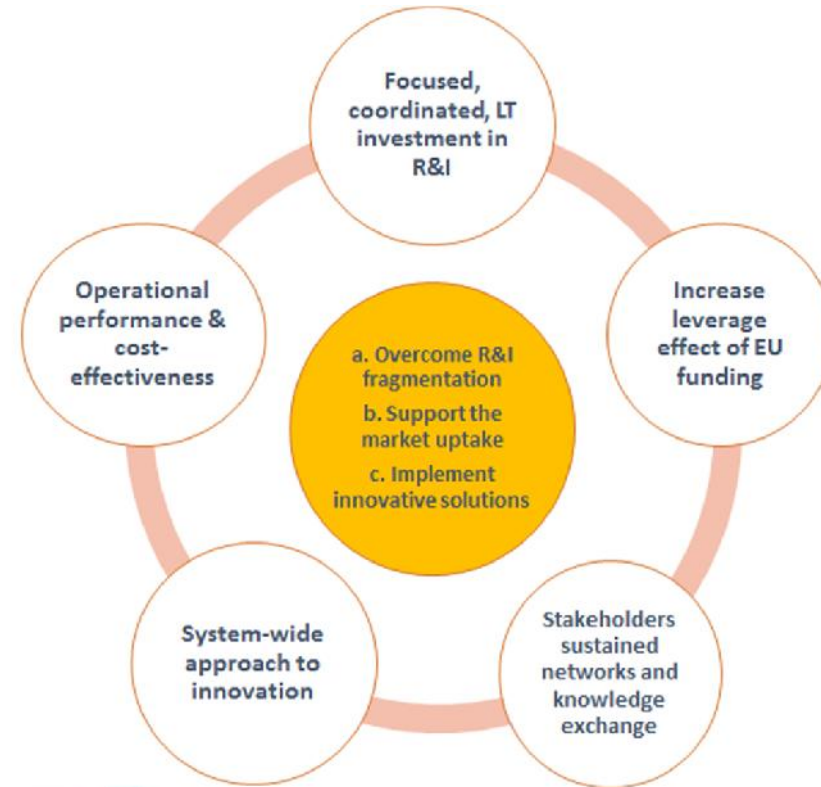 Focused,
coordinated, LT
investment in
R&I
Operational
performance &
cost-
effectiveness
Increase
leverage
effect of EU
funding
a. Overcome R&I
fragmentation
b. Support the
market uptake
c. Implement
innovative solutions
System-wide
approach to
innovation
Stakeholders
sustained
networks and
knowledge
exchange